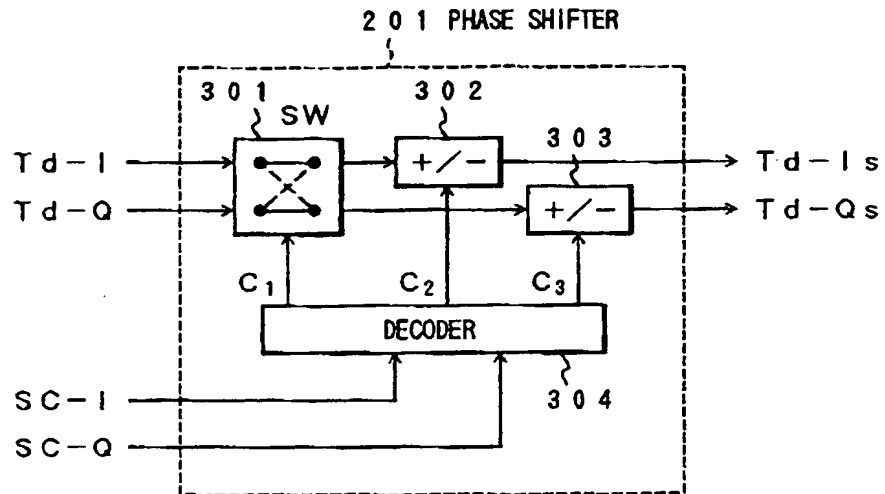 201 PHASE SHIFTER
301
SW
302
303
Td-I
+/-
Td-Is
Td-Q
+/-
Td-Qs
C1
C2
C3
DECODER
304
SC-I
SC-Q